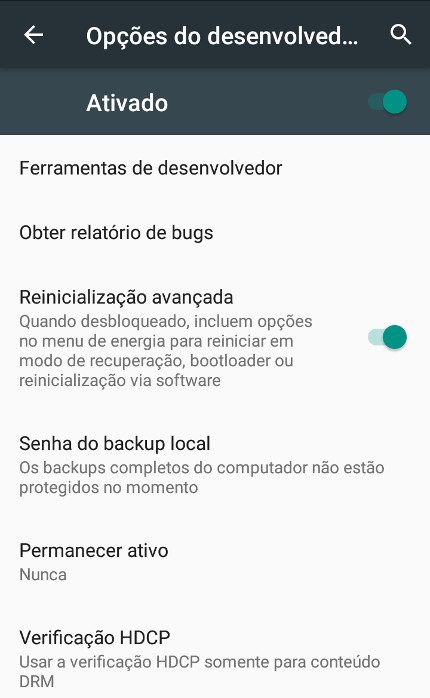 Opções do desenvolved...
Ativado
Ferramentas de desenvolvedor
Obter relatório de bugs
Reinicialização avançada
Quando desbloqueado, incluem opções
no menu de energia para reiniciar em
modo de recuperação, bootloader ou
reinicialização via software
Senha do backup local
Os backups completos do computador não estão
protegidos no momento
Permanecer ativo
Nunca
Verificação HDCP
Usar a verificação HDCP somente para conteúdo
DRM